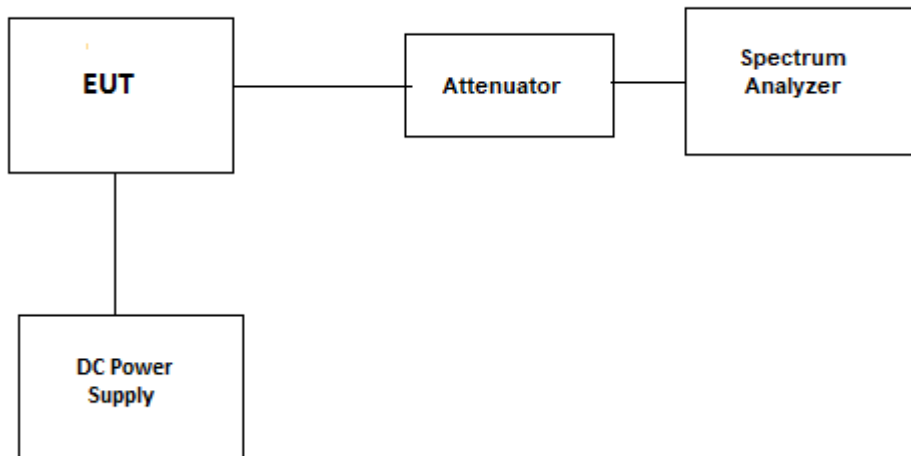 EUT
Attenuator
Spectrum
Analyzer
DC Power
Supply